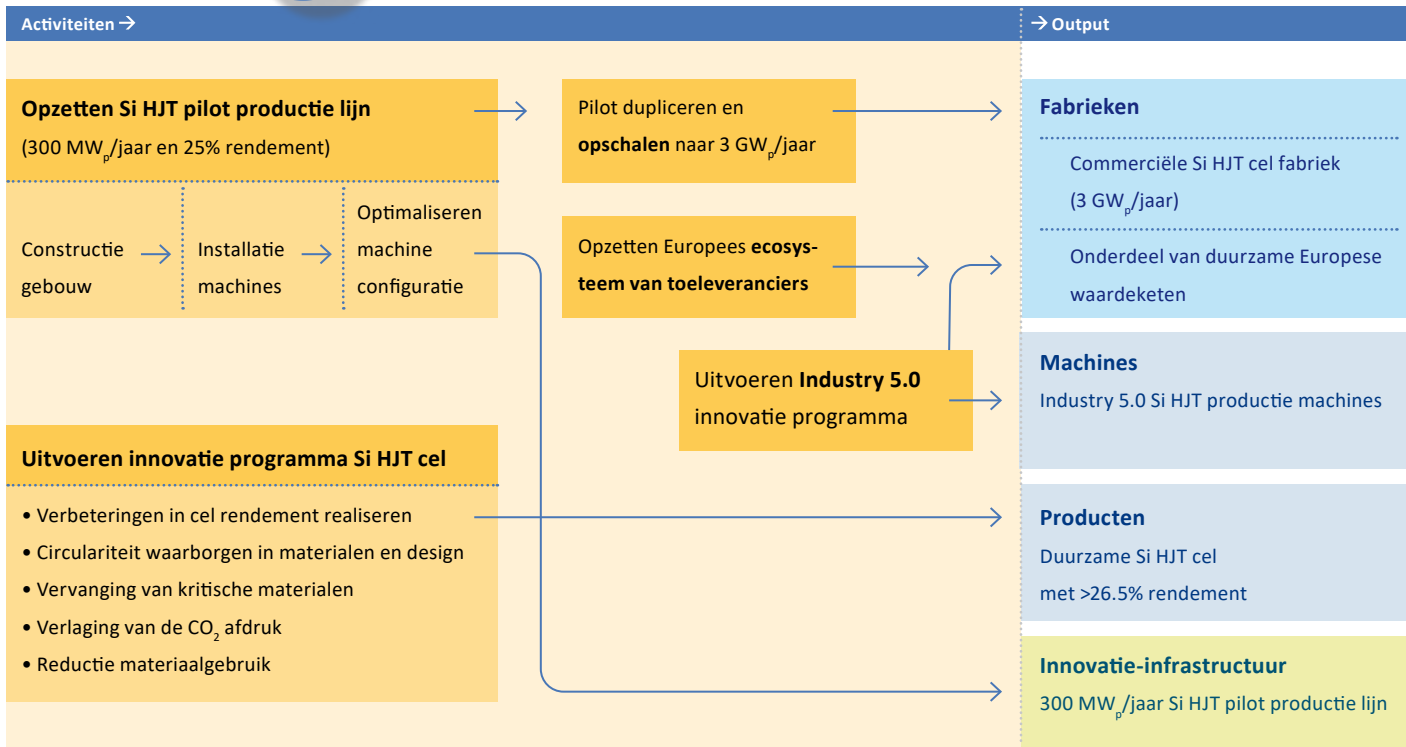 Activiteiten →
→ Output
Opzetten Si HJT pilot productie lijn
(300 MWp/jaar en 25% rendement)
Constructie
gebouw
Installatie
machines
Optimaliseren
machine
configuratie
Pilot dupliceren en
opschalen naar 3 GWp/jaar
Opzetten Europees ecosys-
teem van toeleveranciers
Uitvoeren Industry 5.0
innovatie programma
Uitvoeren innovatie programma Si HJT cel
• Verbeteringen in cel rendement realiseren
• Circulariteit waarborgen in materialen en design
• Vervanging van kritische materialen
• Verlaging van de CO2 afdruk
• Reductie materiaalgebruik
Fabrieken
Commerciële Si HJT cel fabriek
(3 GWp/jaar)
Onderdeel van duurzame Europese
waardeketen
Machines
Industry 5.0 Si HJT productie machines
Producten
Duurzame Si HJT cel
met >26.5% rendement
Innovatie-infrastructuur
300 MWp/jaar Si HJT pilot productie lijn